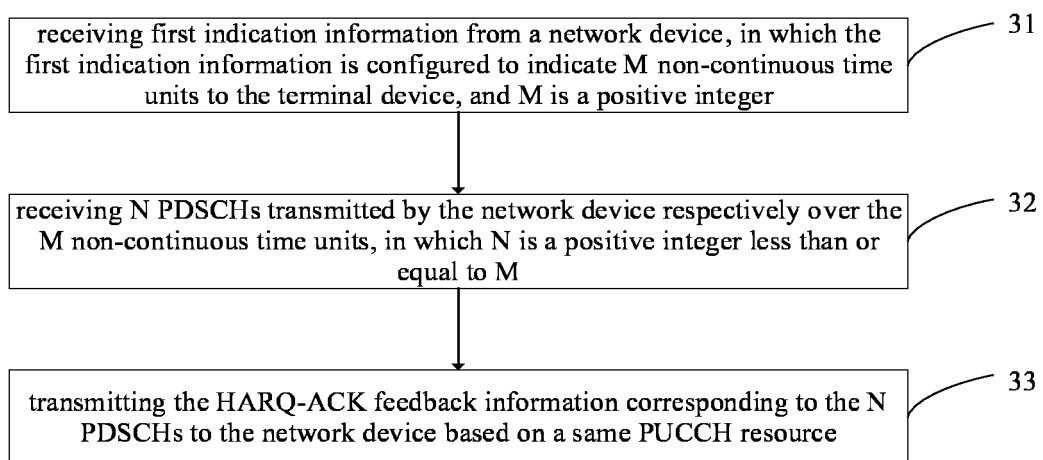 receiving first indication information from a network device, in which the
first indication information is configured to indicate M non-continuous time
units to the terminal device, and M is a positive integer
31
receiving N PDSCHs transmitted by the network device respectively over the
M non-continuous time units, in which N is a positive integer less than or
equal to M
32
transmitting the HARQ-ACK feedback information corresponding to the N
PDSCHs to the network device based on a same PUCCH resource
33